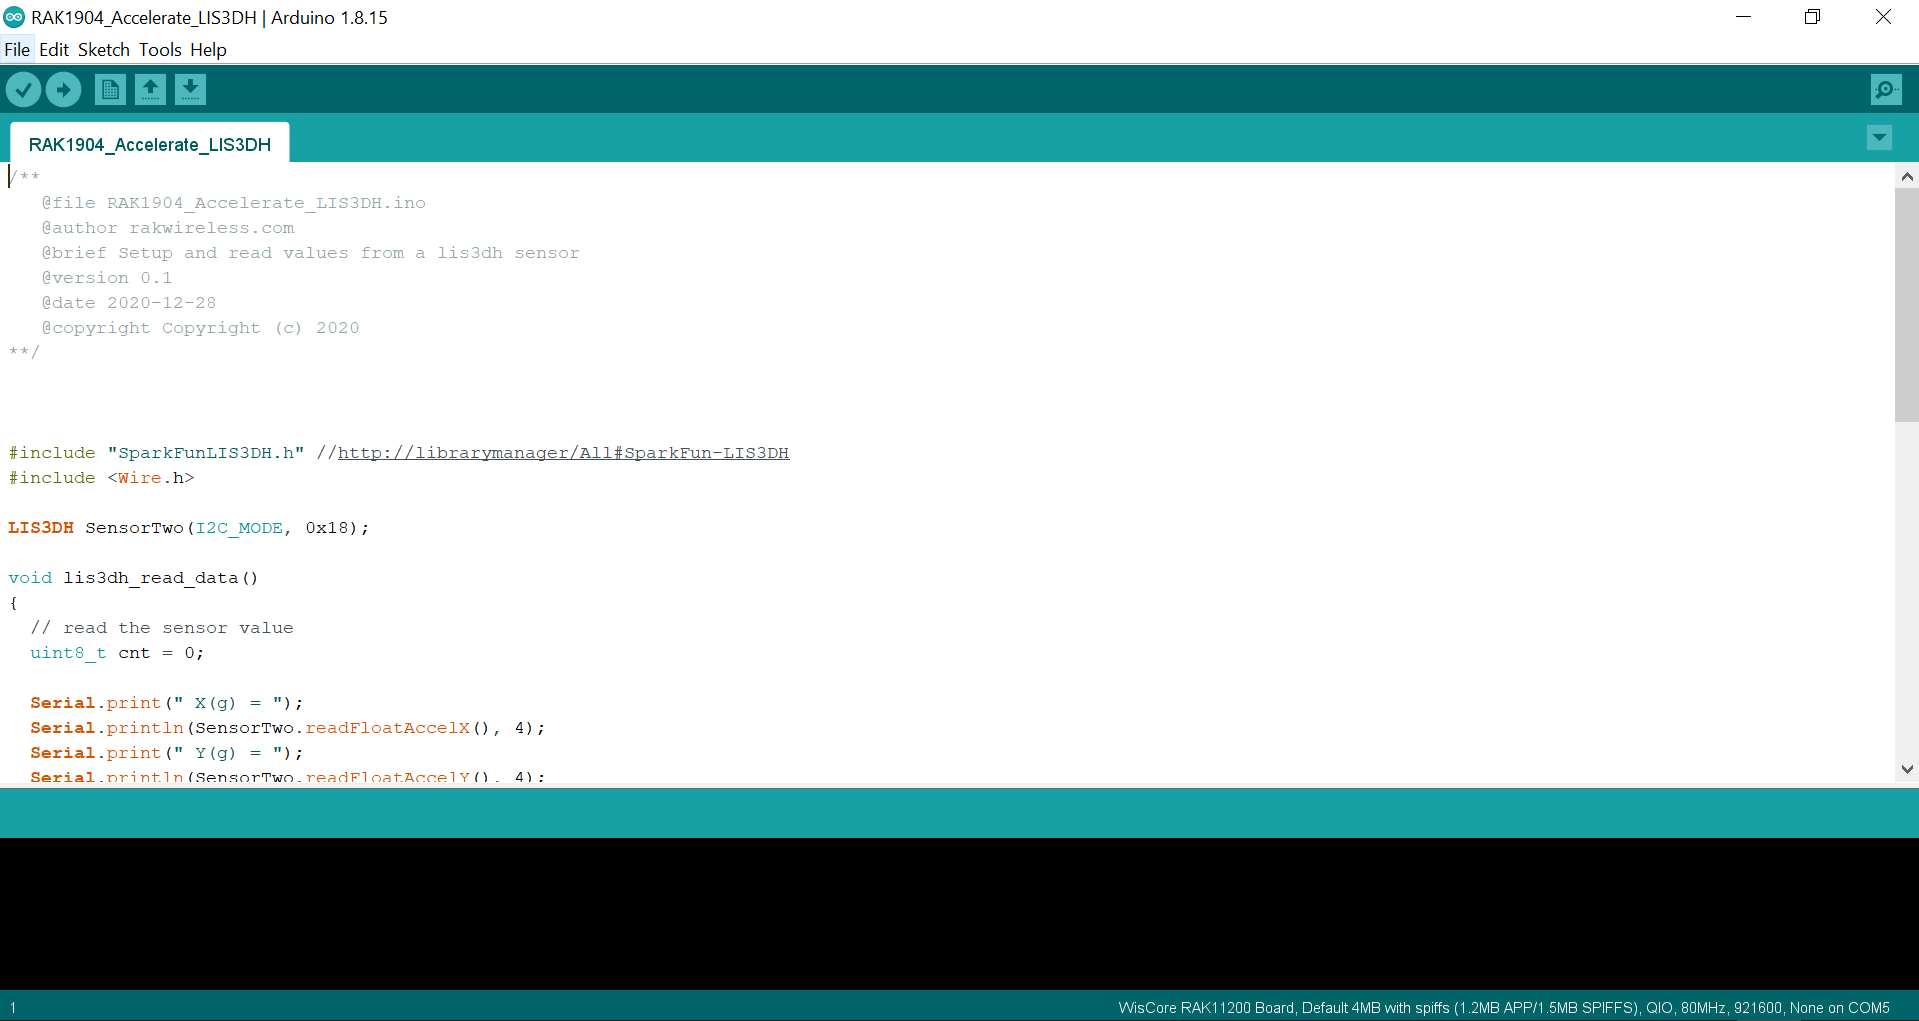 RAK1904_Accelerate_LIS3DH | Arduino 1.8.15
File Edit Sketch Tools Help
RAK1904_Accelerate_LIS3DH
/**
   @file RAK1904_Accelerate_LIS3DH.ino
   @author rakwireless.com
   @brief Setup and read values from a lis3dh sensor
   @version 0.1
   @date 2020-12-28
   @copyright Copyright (c) 2020
**/
#include "SparkFunLIS3DH.h" //http://librarymanager/All#SparkFun-LIS3DH
#include <Wire.h>
LIS3DH SensorTwo(I2C_MODE, 0x18);
void lis3dh_read_data()
{
  // read the sensor value
  uint8_t cnt = 0;
  Serial.print(" X(g) = ");
  Serial.println(SensorTwo.readFloatAccelX(), 4);
  Serial.print(" Y(g) = ");
  Serial.println(SensorTwo.readFloatAccelY(), 4);
1
WisCore RAK11200 Board, Default 4MB with spiffs (1.2MB APP/1.5MB SPIFFS), QIO, 80MHz, 921600, None on COM5